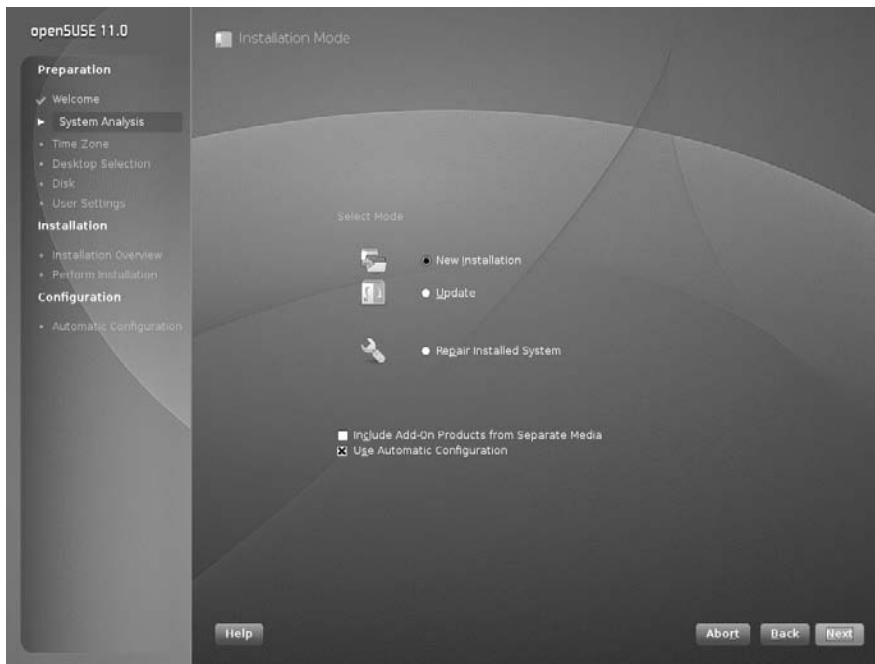 openSUSE 11.0
Preparation
Welcome
System Analysis
Time Zone
Desktop Selection
Disk
User Settings
Installation
Installation Overview
Perform Installation
Configuration
Automatic Configuration
Installation Mode
Select Mode
New Installation
Update
Repair Installed System
Include Add-On Products from Separate Media
Use Automatic Configuration
Help
Abort
Back
Next